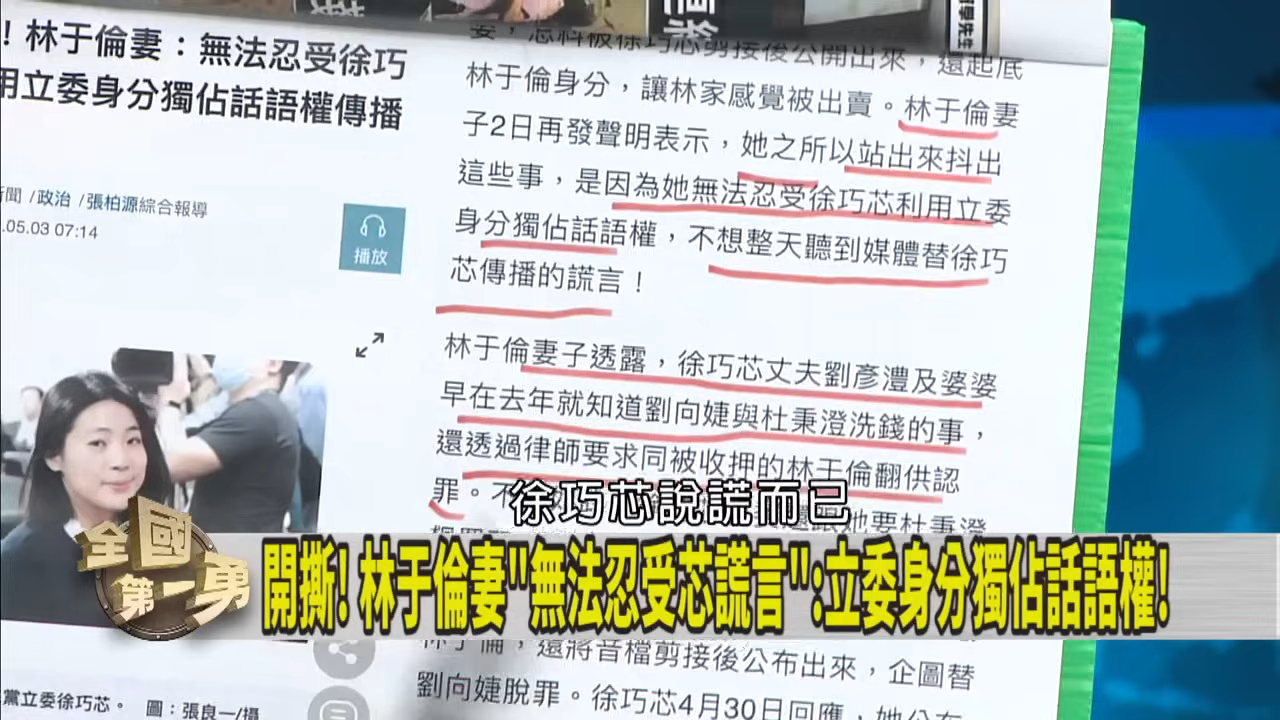 ！林于倫妻：無法忍受徐巧
用立委身分獨佔話語權傳播
聞 /政治 /張柏源綜合報導
.05.03 07:14
播放
黨立委徐巧芯。 圖：張良一/攝
林于倫身分，讓林家感覺被出賣。林于倫妻
子2日再發聲明表示，她之所以站出來抖出
這些事，是因為她無法忍受徐巧芯利用立委
身分獨佔話語權，不想整天聽到媒體替徐巧
芯傳播的謊言！
林于倫妻子透露，徐巧芯丈夫劉彥澧及婆婆
早在去年就知道劉向婕與杜秉澄洗錢的事，
還透過律師要求同被收押的林于倫翻供認
罪。不
林于倫，還將音檔剪接後公布出來，企圖替
劉向婕脫罪。徐巧芯4月30日回應，她公布
徐巧芯說謊而已
全國第一勇
開撕! 林于倫妻"無法忍受芯謊言":立委身分獨佔話語權!